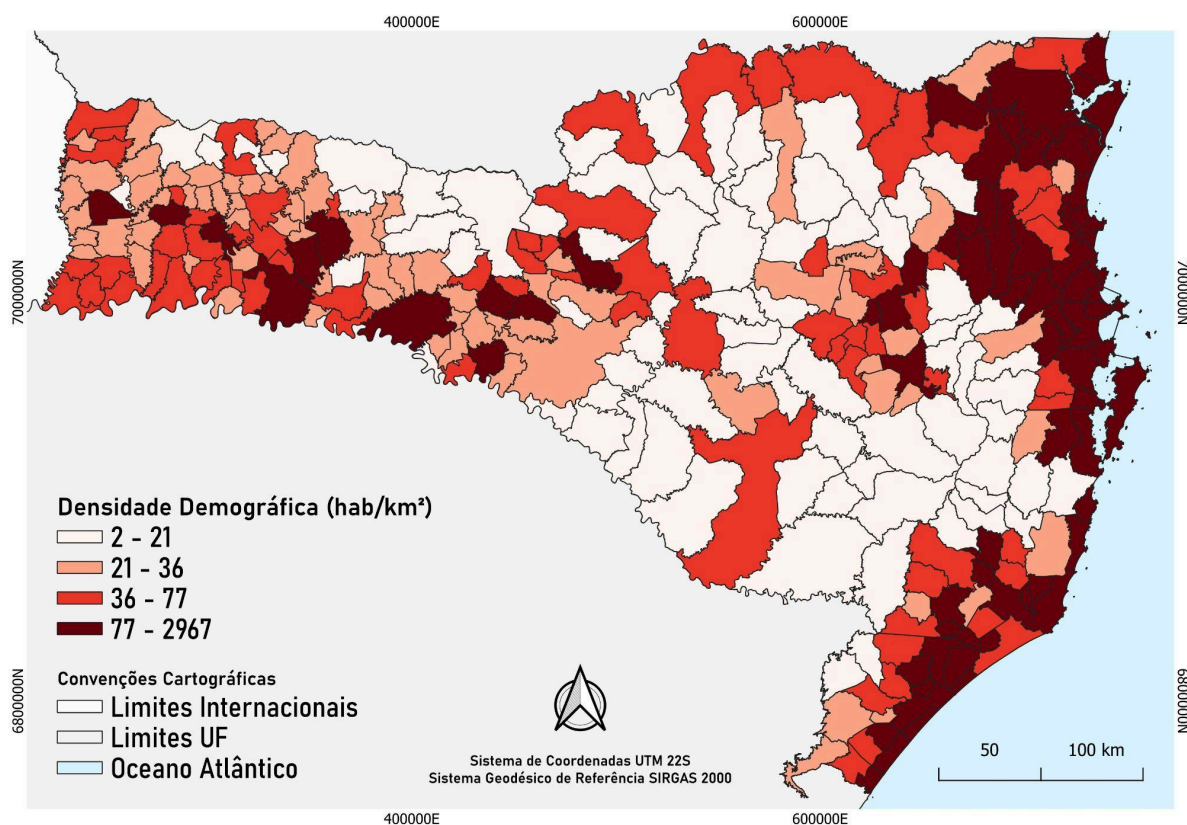 400000E
600000E
7000000N
7000000N
Densidade Demográfica (hab/km²)
2 - 21
21 - 36
36 - 77
77 - 2967
Convenções Cartográficas
Limites Internacionais
Limites UF
Oceano Atlântico
6800000N
6800000N
Sistema de Coordenadas UTM 22S
Sistema Geodésico de Referência SIRGAS 2000
50
100 km
400000E
600000E